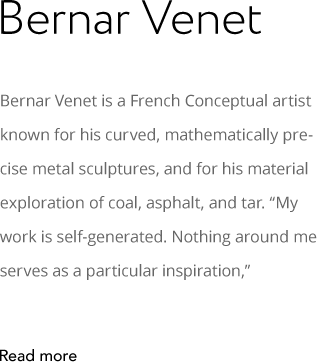 Bernar Venet
Bernar Venet is a French Conceptual artist
known for his curved, mathematically pre-
cise metal sculptures, and for his material
exploration of coal, asphalt, and tar. “My
work is self-generated. Nothing around me
serves as a particular inspiration,”
Read more